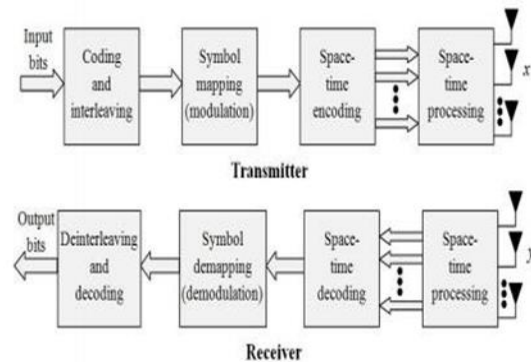 Input
bits
Coding
and
interleaving
Symbol
mapping
(modulation)
Space-
time
encoding
Space-
time
processing
x
Transmitter
Output
bits
Deinterleaving
and
decoding
Symbol
demapping
(demodulation)
Space-
time
decoding
Space-
time
processing
y
Receiver